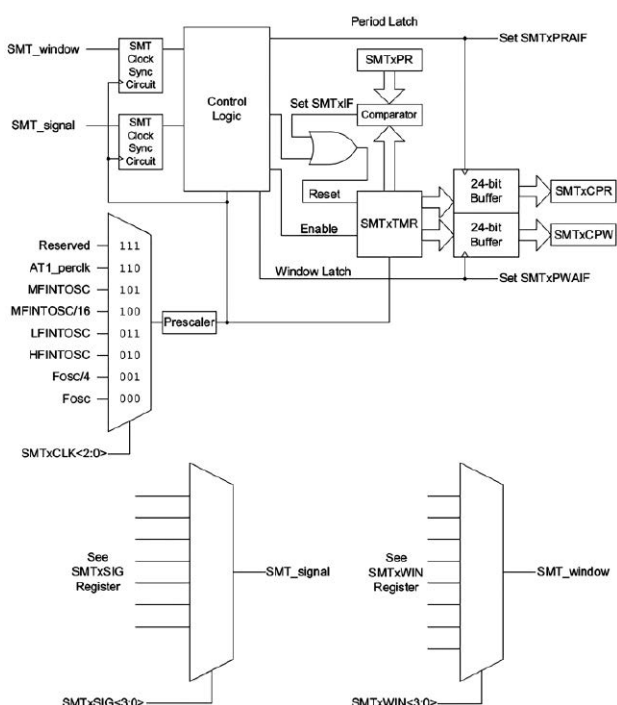 Period Latch
SMT_window
SMT
Clock
Sync
Circuit
Set SMTxPRAIF
SMTxPR
Control
Logic
Set SMTxIF
Comparator
SMT_signal
SMT
Clock
Sync
Circuit
Reset
SMTxTMR
24-bit
Buffer
SMTxCPR
Enable
24-bit
Buffer
SMTxCPW
Window Latch
Set SMTxPWAIF
Reserved 111
AT1_perclk 110
MFINTOSC 101
MFINTOSC/16 100
LFINTOSC 011
HFINTOSC 010
Fosc/4 001
Fosc 000
Prescaler
SMTxCLK<2:0>
See
SMTxSIG
Register
SMT_signal
SMTxSIG<3:0>
See
SMTxWIN
Register
SMT_window
SMTxWIN<3:0>